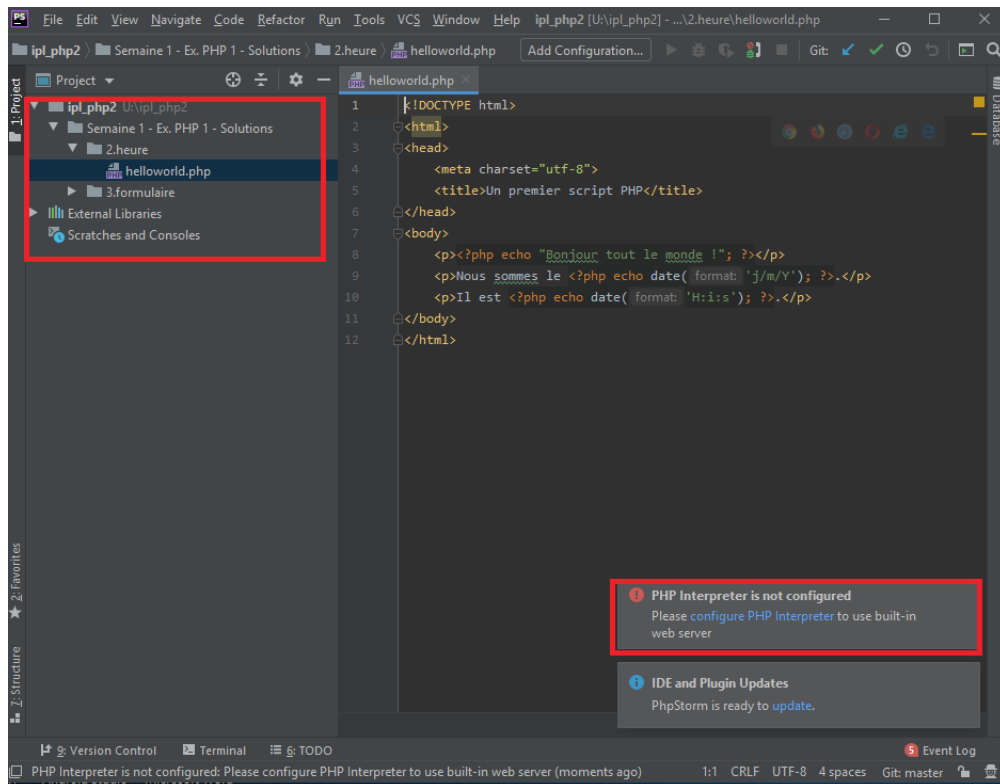 PS File Edit View Navigate Code Refactor Run Tools VCS Window Help ipl_php2 [U:\ipl_php2] - ...\2.heure\helloworld.php
ipl_php2 Semaine 1 - Ex. PHP 1 - Solutions 2.heure helloworld.php Add Configuration... Git:
1: Project
Project
helloworld.php
ipl_php2 U:\ipl_php2
Semaine 1 - Ex. PHP 1 - Solutions
2.heure
helloworld.php
3.formulaire
External Libraries
Scratches and Consoles
1 <!DOCTYPE html>
2 <html>
3 <head>
4 <meta charset="utf-8">
5 <title>Un premier script PHP</title>
6 </head>
7 <body>
8 <p><?php echo "Bonjour tout le monde !"; ?></p>
9 <p>Nous sommes le <?php echo date( format: 'j/m/Y'); ?>.</p>
10 <p>Il est <?php echo date( format: 'H:i:s'); ?>.</p>
11 </body>
12 </html>
Database
2: Favorites
7: Structure
PHP Interpreter is not configured
Please configure PHP Interpreter to use built-in
web server
IDE and Plugin Updates
PhpStorm is ready to update.
9: Version Control Terminal 6: TODO 5 Event Log
PHP Interpreter is not configured: Please configure PHP Interpreter to use built-in web server (moments ago) 1:1 CRLF UTF-8 4 spaces Git: master